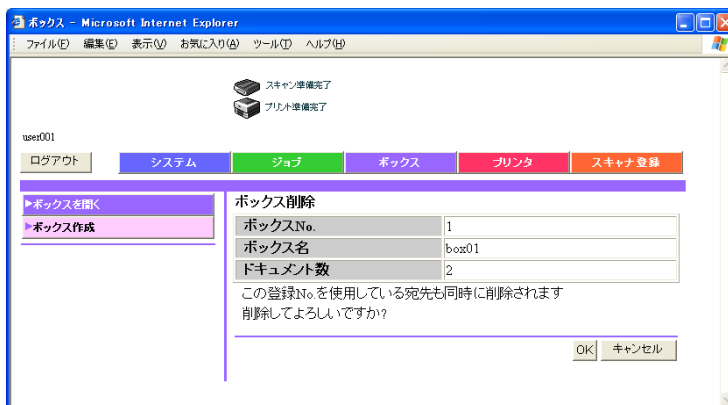 ボックス - Microsoft Internet Explorer
ファイル(F) 編集(E) 表示(V) お気に入り(A) ツール(T) ヘルプ(H)
スキャン準備完了
プリント準備完了
user001
ログアウト システム ジョブ ボックス プリンタ スキャナ登録
▶ボックスを開く
▶ボックス作成
ボックス削除
ボックスNo. 1
ボックス名 box01
ドキュメント数 2
この登録No.を使用している宛先も同時に削除されます
削除してよろしいですか?
OK キャンセル